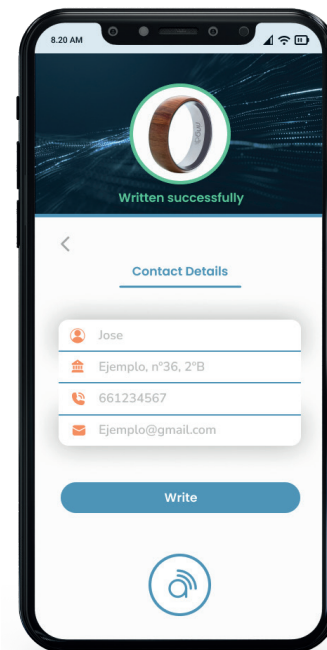 8.20 AM
Written successfully
Contact Details
Jose
Ejemplo, nº36, 2ºB
661234567
Ejemplo@gmail.com
Write